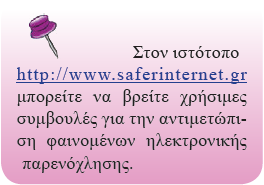 Στον ιστότοπο
http://www.saferinternet.gr
μπορείτε να βρείτε χρήσιμες
συμβουλές για την αντιμετώπι-
ση φαινομένων ηλεκτρονικής
παρενόχλησης.